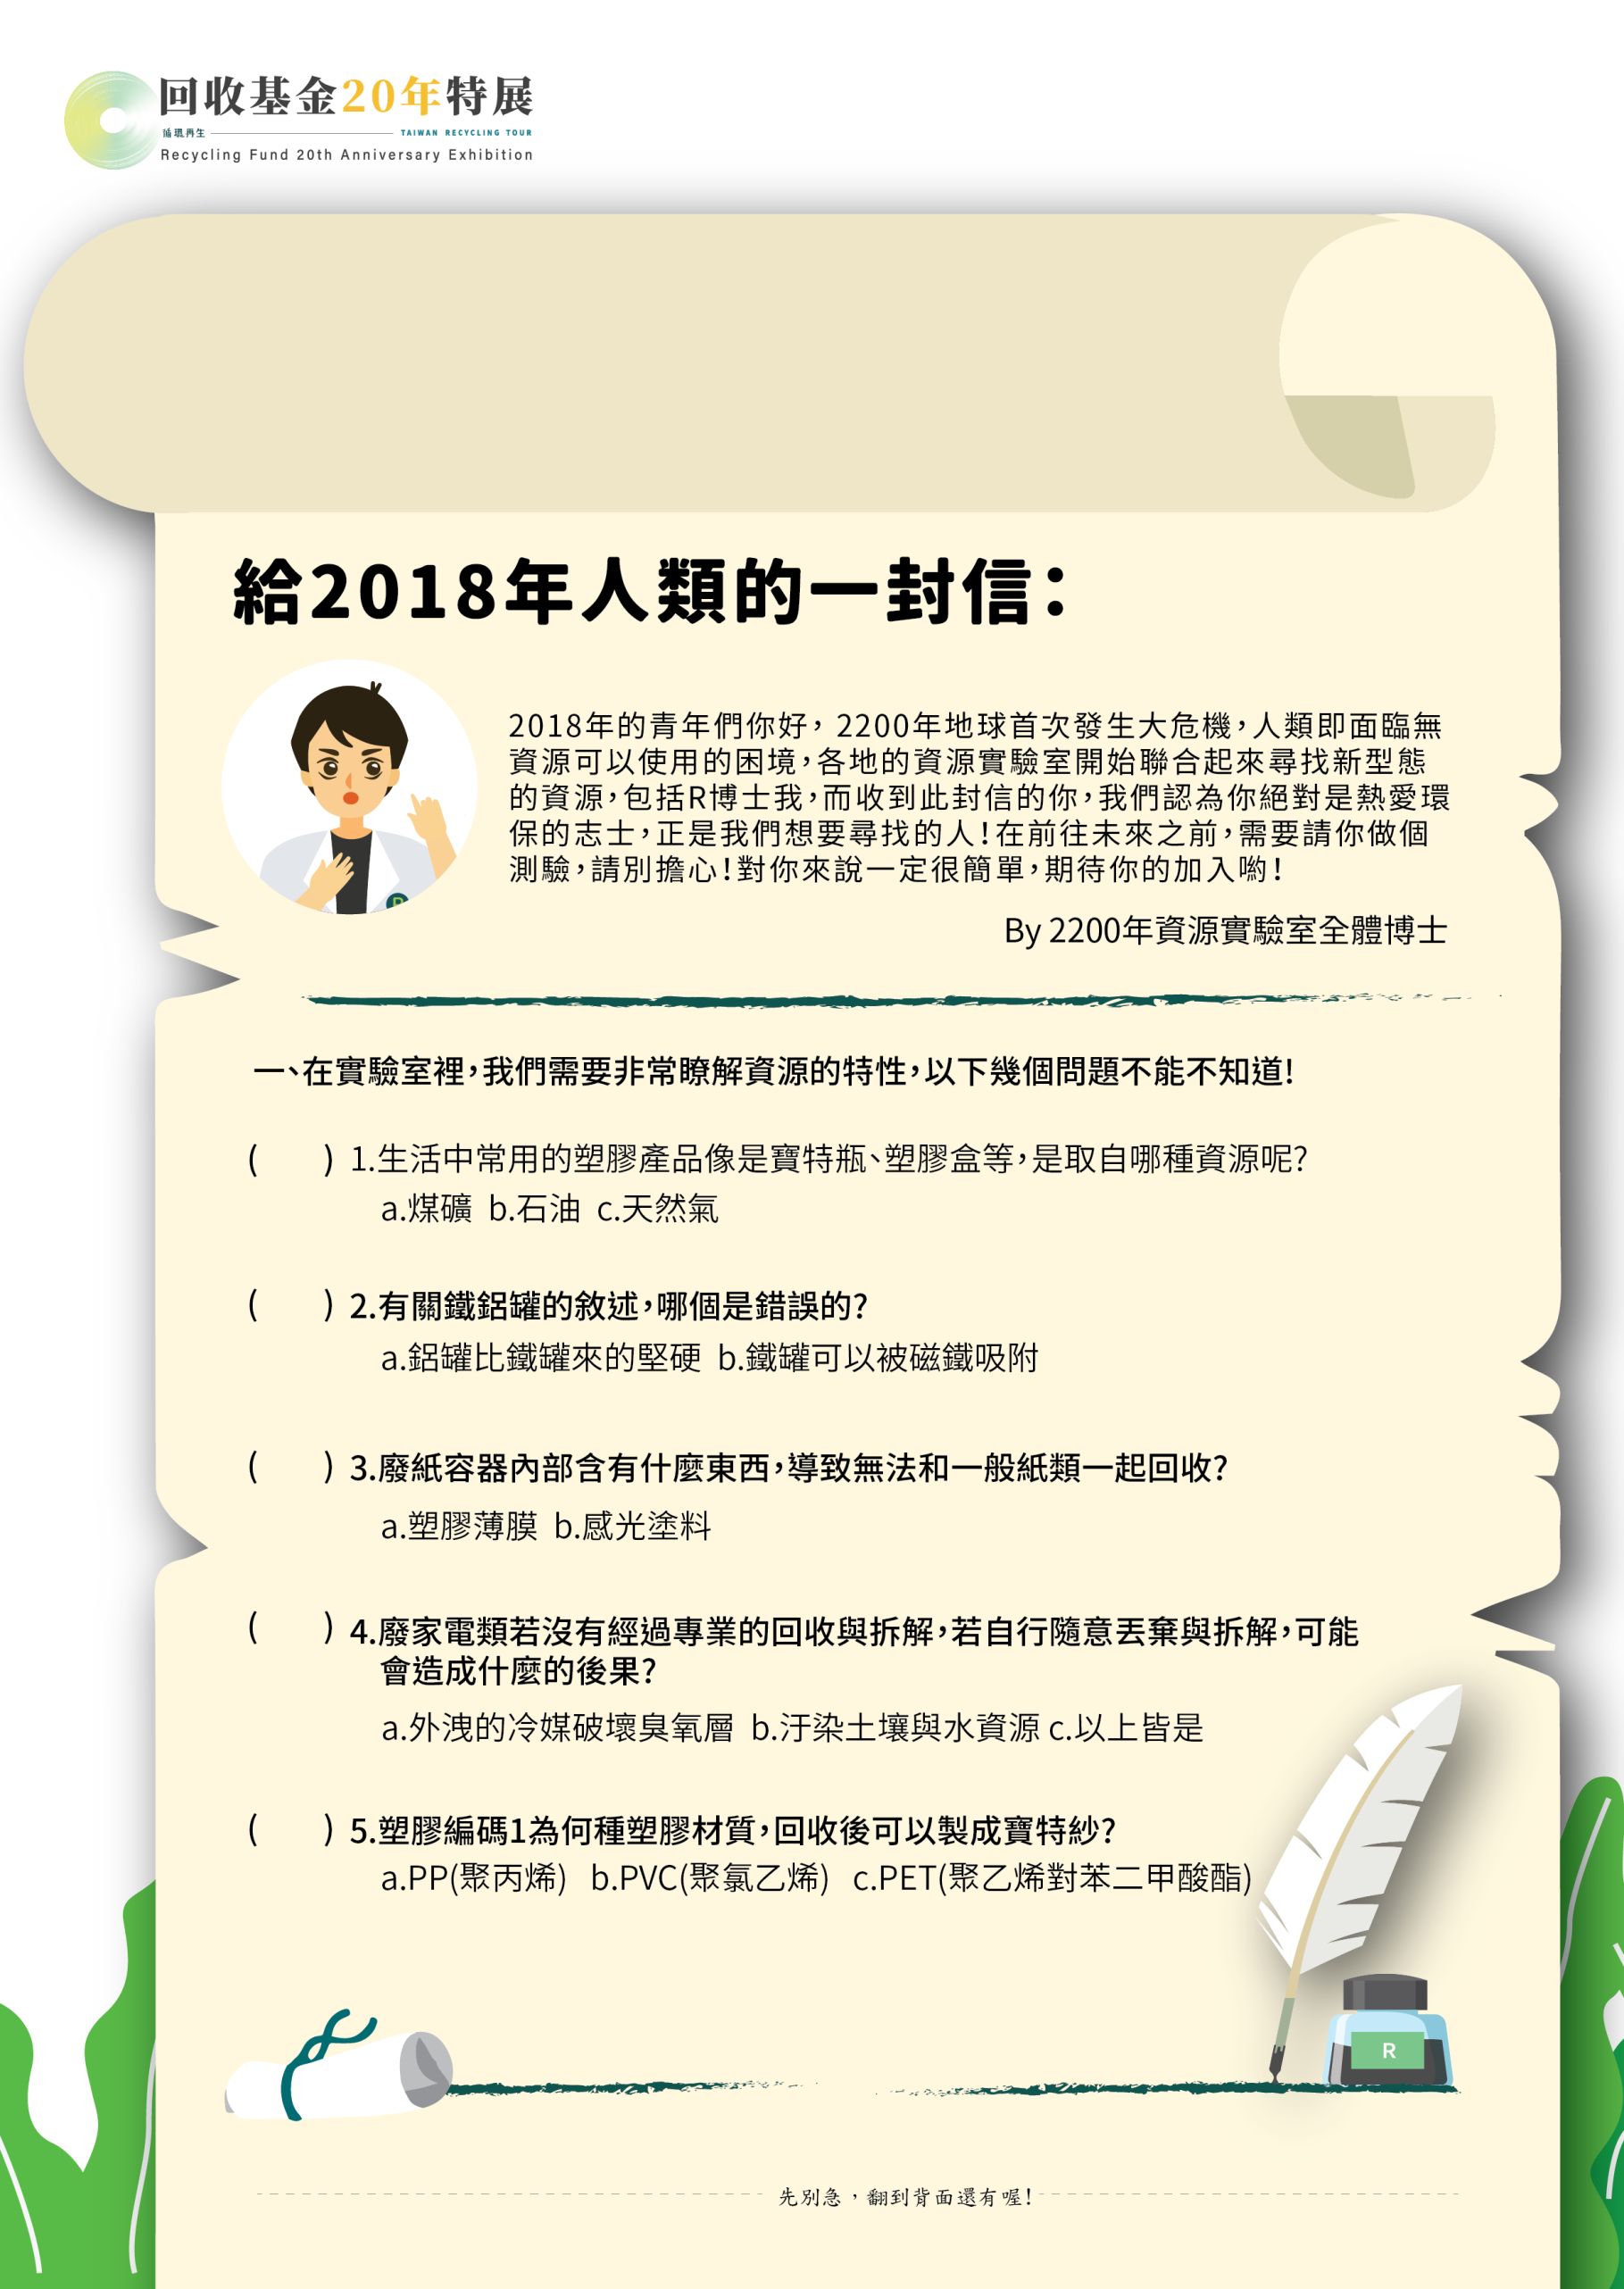 回收基金20年特展
循環再生 TAIWAN RECYCLING TOUR
Recycling Fund 20th Anniversary Exhibition
給2018年人類的一封信：
2018年的青年們你好，2200年地球首次發生大危機，人類即面臨無
資源可以使用的困境，各地的資源實驗室開始聯合起來尋找新型態
的資源，包括R博士我，而收到此封信的你，我們認為你絕對是熱愛環
保的志士，正是我們想要尋找的人！在前往未來之前，需要請你做個
測驗，請別擔心！對你來說一定很簡單，期待你的加入喲！
By 2200年資源實驗室全體博士
一、在實驗室裡，我們需要非常瞭解資源的特性，以下幾個問題不能不知道！
(　　) 1.生活中常用的塑膠產品像是寶特瓶、塑膠盒等，是取自哪種資源呢？
a.煤礦 b.石油 c.天然氣
(　　) 2.有關鐵鋁罐的敘述，哪個是錯誤的？
a.鋁罐比鐵罐來的堅硬 b.鐵罐可以被磁鐵吸附
(　　) 3.廢紙容器內部含有什麼東西，導致無法和一般紙類一起回收？
a.塑膠薄膜 b.感光塗料
(　　) 4.廢家電類若沒有經過專業的回收與拆解，若自行隨意丟棄與拆解，可能
會造成什麼的後果？
a.外洩的冷媒破壞臭氧層 b.汙染土壤與水資源 c.以上皆是
(　　) 5.塑膠編碼1為何種塑膠材質，回收後可以製成寶特紗？
a.PP(聚丙烯) b.PVC(聚氯乙烯) c.PET(聚乙烯對苯二甲酸酯)
R
先別急，翻到背面還有喔！